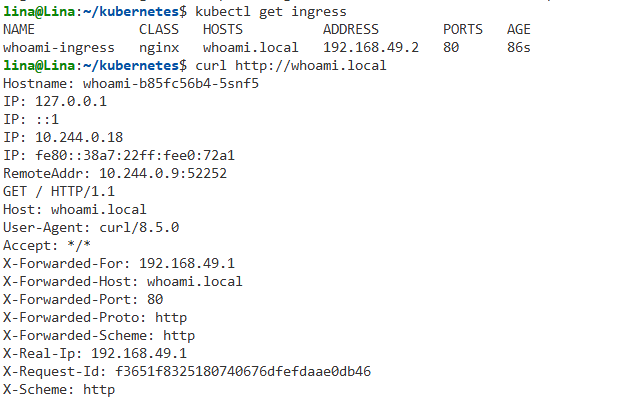 lina@Lina:~/kubernetes$ kubectl get ingress
NAME CLASS HOSTS ADDRESS PORTS AGE
whoami-ingress nginx whoami.local 192.168.49.2 80 86s
lina@Lina:~/kubernetes$ curl http://whoami.local
Hostname: whoami-b85fc56b4-5snf5
IP: 127.0.0.1
IP: ::1
IP: 10.244.0.18
IP: fe80::38a7:22ff:fee0:72a1
RemoteAddr: 10.244.0.9:52252
GET / HTTP/1.1
Host: whoami.local
User-Agent: curl/8.5.0
Accept: */*
X-Forwarded-For: 192.168.49.1
X-Forwarded-Host: whoami.local
X-Forwarded-Port: 80
X-Forwarded-Proto: http
X-Forwarded-Scheme: http
X-Real-Ip: 192.168.49.1
X-Request-Id: f3651f8325180740676dfefdaae0db46
X-Scheme: http